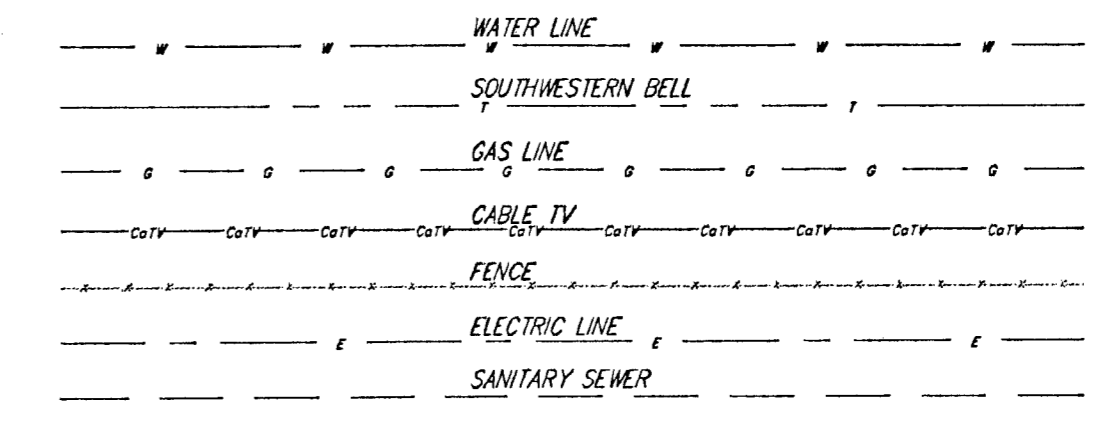 WATER LINE
W W W W W W
SOUTHWESTERN BELL
T T
GAS LINE
G G G G G G G G
CABLE TV
CaTV CaTV CaTV CaTV CaTV CaTV CaTV CaTV CaTV CaTV
FENCE
x x x x x x x x x x x x x x x x x x x x x x x x x
ELECTRIC LINE
E E E
SANITARY SEWER